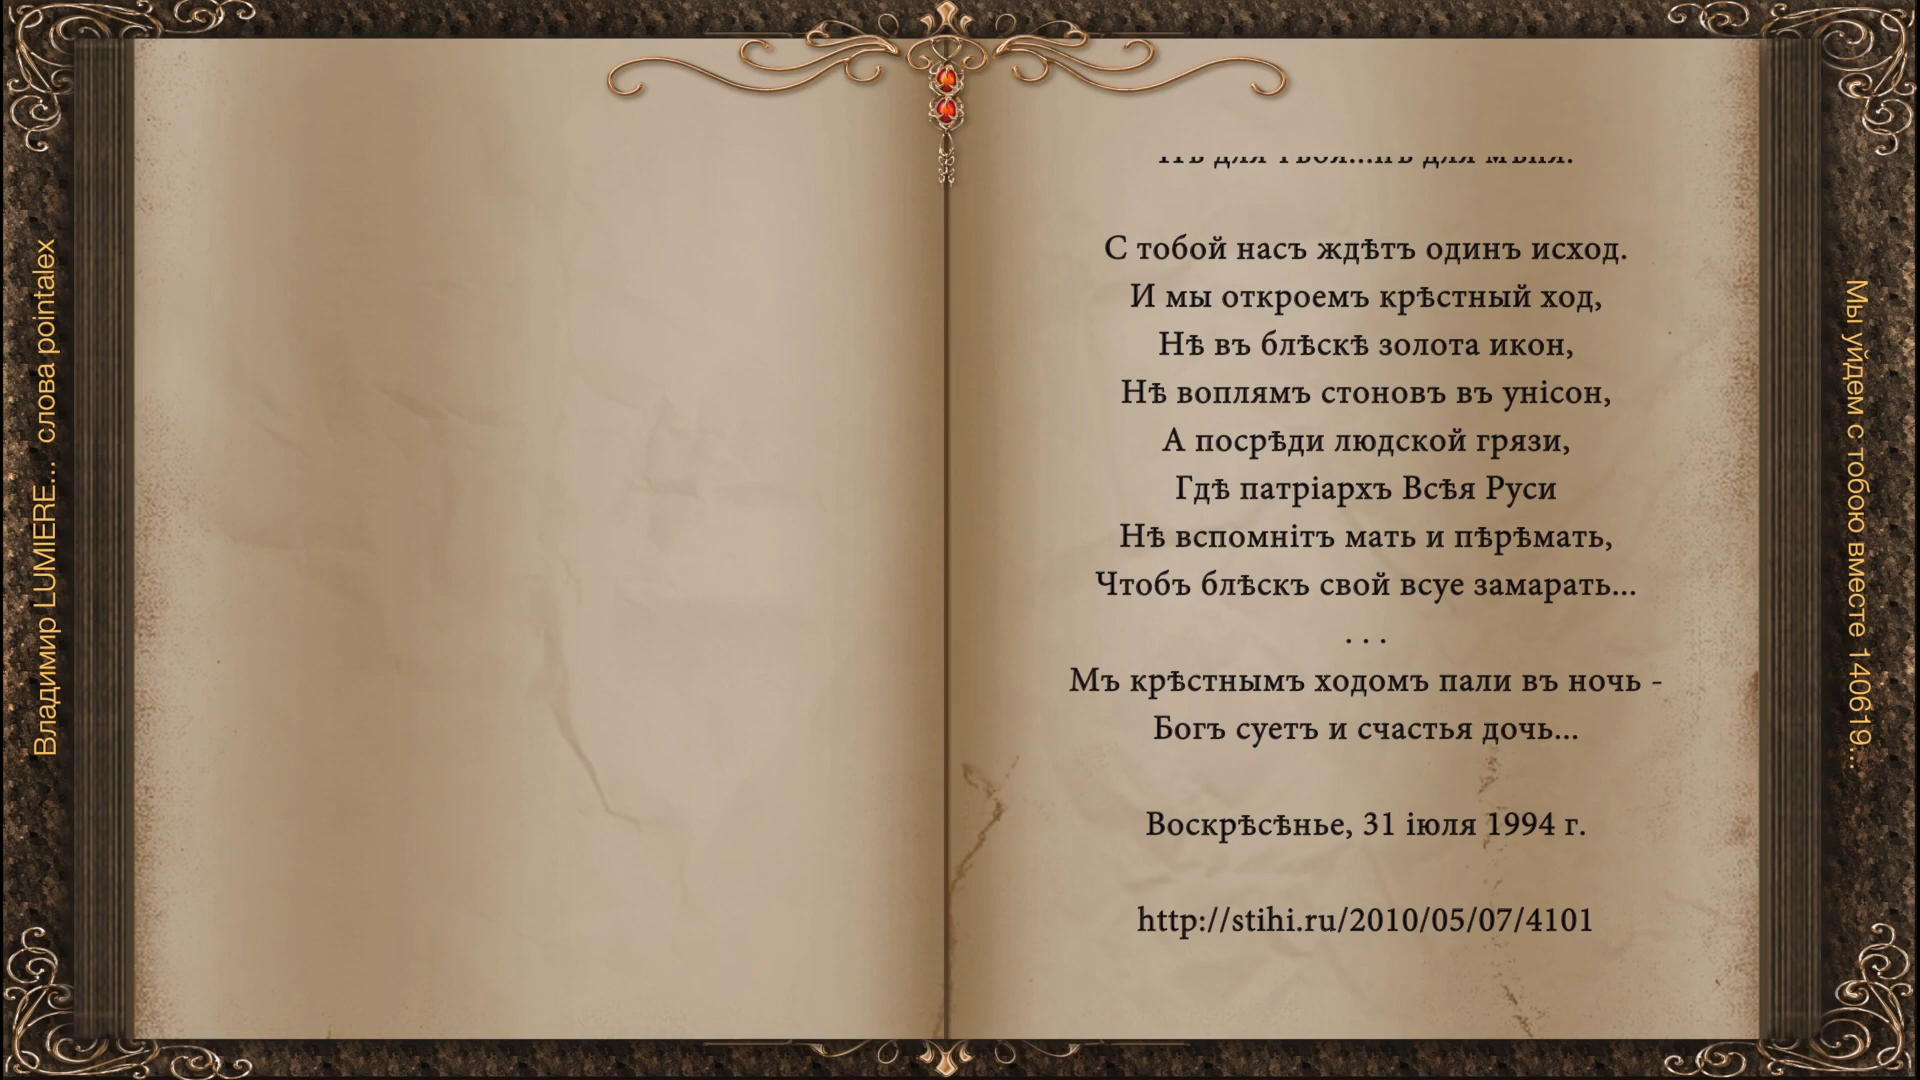 Владимир LUMIERE... слова pointalex
С тобой насъ ждѣтъ одинъ исход.
И мы откроемъ крѣстный ход,
Нѣ въ блѣскѣ золота икон,
Нѣ воплямъ стоновъ въ унісон,
А посрѣди людской грязи,
Гдѣ патріархъ Всѣя Руси
Нѣ вспомнітъ мать и пѣрѣмать,
Чтобъ блѣскъ свой всуе замарать...
. . .
Мъ крѣстнымъ ходомъ пали въ ночь -
Богъ суетъ и счастья дочь...
Воскрѣсѣнье, 31 іюля 1994 г.
http://stihi.ru/2010/05/07/4101
Мы уйдем с тобою вместе 140619...